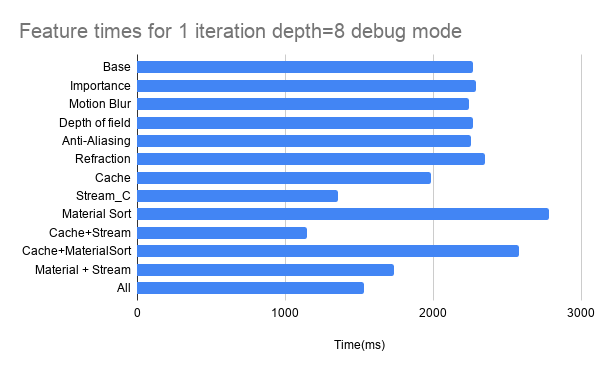 Feature times for 1 iteration depth=8 debug mode
Base
Importance
Motion Blur
Depth of field
Anti-Aliasing
Refraction
Cache
Stream_C
Material Sort
Cache+Stream
Cache+MaterialSort
Material + Stream
All
0 1000 2000 3000
Time(ms)